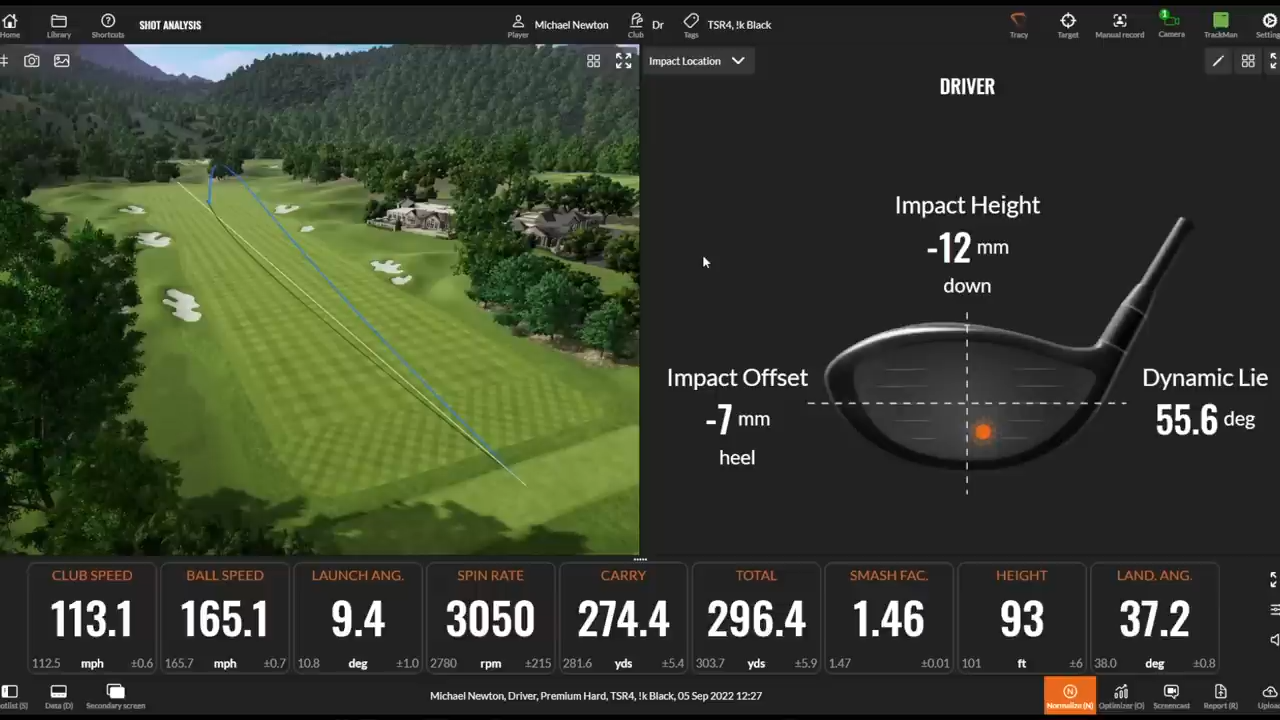 Home
Library
Shortcuts
SHOT ANALYSIS
Player
Michael Newton
Club
Dr
Tags
TSR4, !k Black
Tracy
Target
Manual record
1
Camera
TrackMan
Setting
Impact Location
DRIVER
Impact Height
-12 mm
down
Impact Offset
-7 mm
heel
Dynamic Lie
55.6 deg
CLUB SPEED
113.1
112.5 mph ±0.6
BALL SPEED
165.1
165.7 mph ±0.7
LAUNCH ANG.
9.4
10.8 deg ±1.0
SPIN RATE
3050
2780 rpm ±215
CARRY
274.4
281.6 yds ±5.4
TOTAL
296.4
303.7 yds ±5.9
SMASH FAC.
1.46
1.47 ±0.01
HEIGHT
93
101 ft ±6
LAND. ANG.
37.2
38.0 deg ±0.8
otlist (S)
Data (D)
Secondary screen
Michael Newton, Driver, Premium Hard, TSR4, !k Black, 05 Sep 2022 12:27
N
Normalize (N)
Optimizer (O)
Screencast
Report (R)
Upload